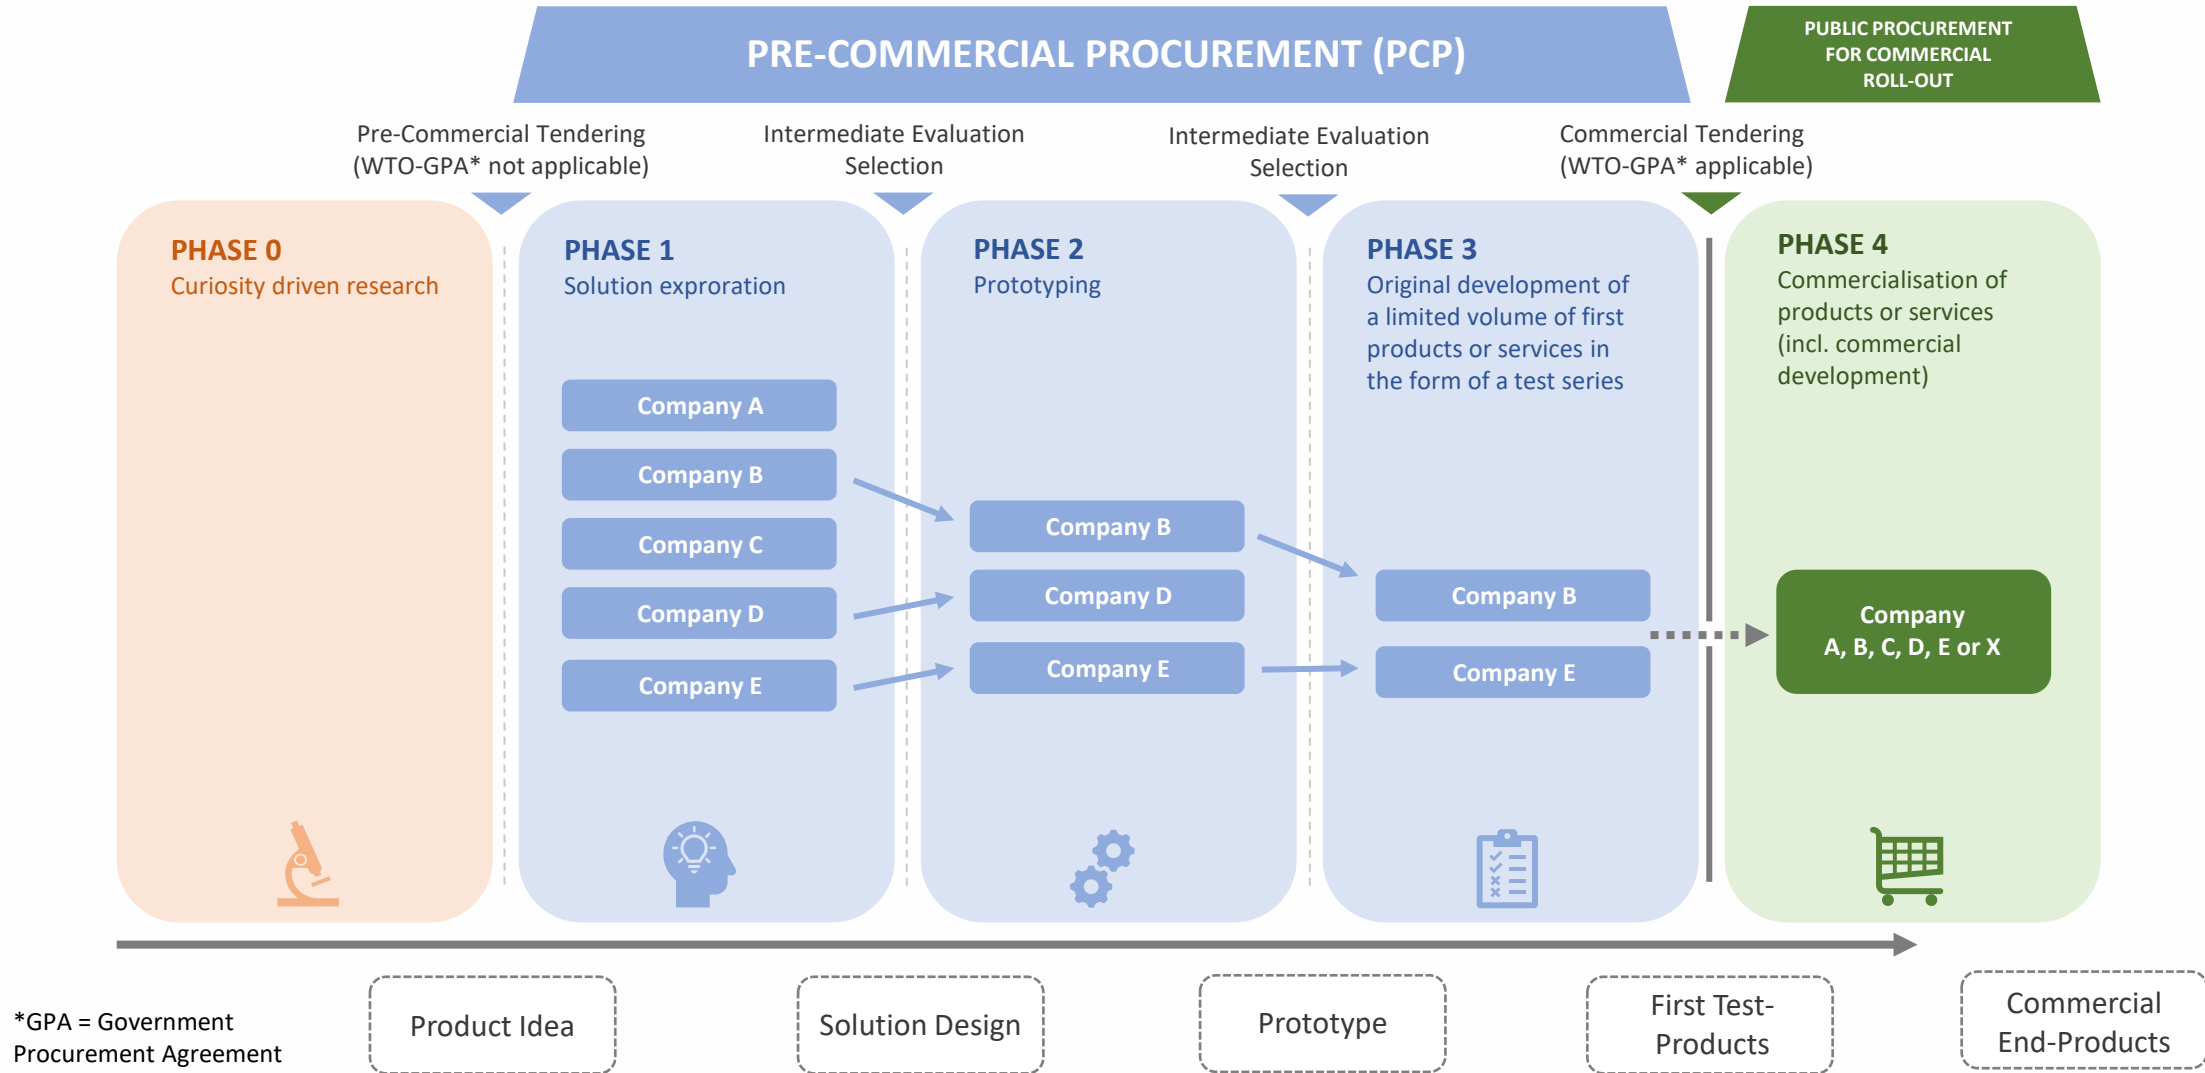 PRE-COMMERCIAL PROCUREMENT (PCP)
PUBLIC PROCUREMENT
FOR COMMERCIAL
ROLL-OUT
Pre-Commercial Tendering
(WTO-GPA* not applicable)
Intermediate Evaluation
Selection
Intermediate Evaluation
Selection
Commercial Tendering
(WTO-GPA* applicable)
PHASE 0
Curiosity driven research
PHASE 1
Solution exproration
Company A
Company B
Company C
Company D
Company E
PHASE 2
Prototyping
Company B
Company D
Company E
PHASE 3
Original development of
a limited volume of first
products or services in
the form of a test series
Company B
Company E
PHASE 4
Commercialisation of
products or services
(incl. commercial
development)
Company
A, B, C, D, E or X
*GPA = Government
Procurement Agreement
Product Idea
Solution Design
Prototype
First Test-
Products
Commercial
End-Products